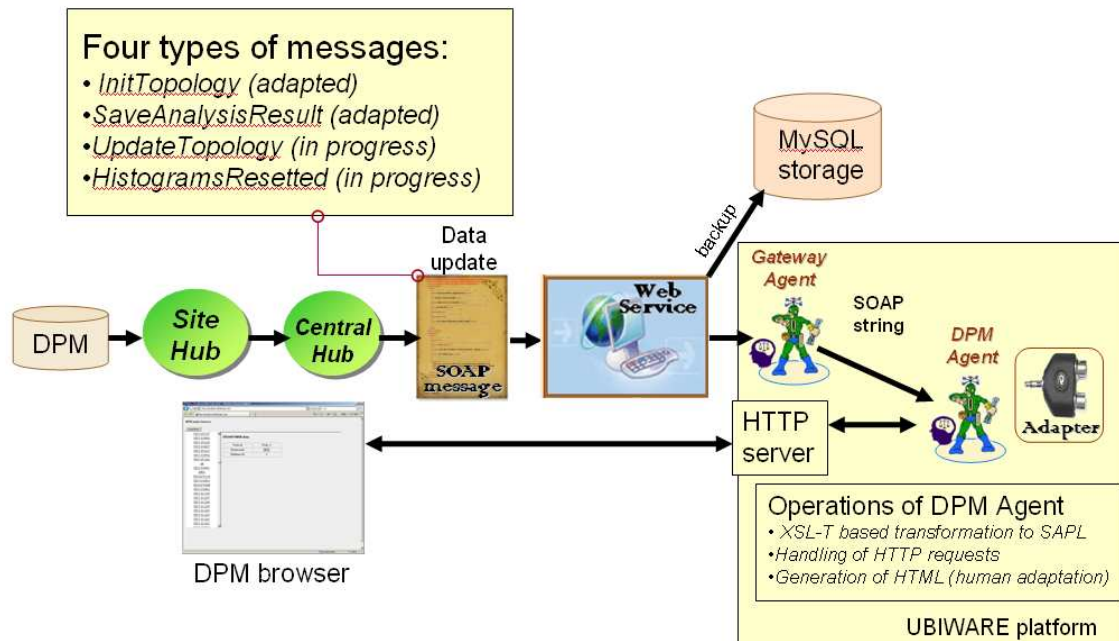 Four types of messages:
• InitTopology (adapted)
•SaveAnalysisResult (adapted)
•UpdateTopology (in progress)
•HistogramsResetted (in progress)
MySQL
storage
backup
Data
update
Gateway
Agent
SOAP
string
DPM
Agent
DPM
Site
Hub
Central
Hub
SOAP
message
Web
Service
Adapter
HTTP
server
DPM browser
Operations of DPM Agent
• XSL-T based transformation to SAPL
•Handling of HTTP requests
•Generation of HTML (human adaptation)
UBIWARE platform